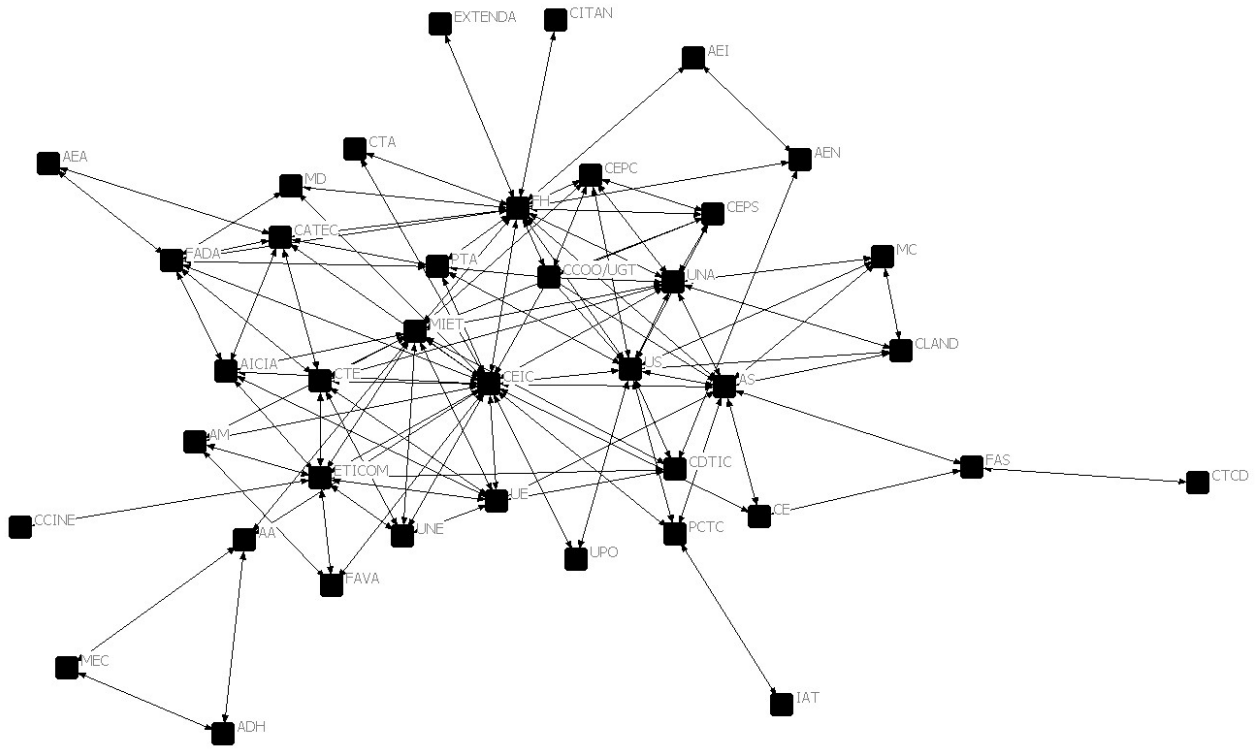 EXTENDA
CITAN
AEI
CTA
AEA
AEN
CEPC
MD
FH
CEPS
CATEC
FADA
MC
PTA
CCOO/UGT
UNA
MIET
CLAND
AICIA
US
CTE
CEIC
AS
AM
CDTIC
FAS
ETICOM
CTCD
UE
CE
CCINE
UNE
PCTC
AA
UPO
FAVA
MEC
IAT
ADH